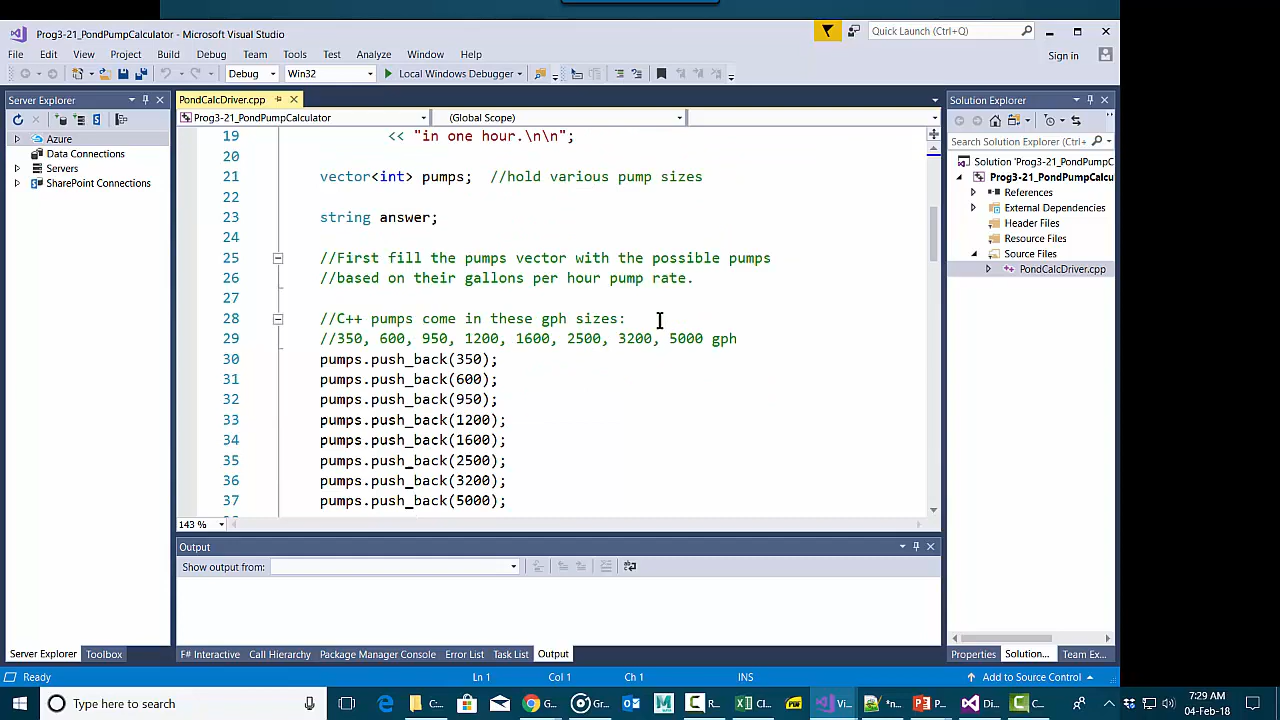 Prog3-21_PondPumpCalculator - Microsoft Visual Studio
Quick Launch (Ctrl+Q)
File Edit View Project Build Debug Team Tools Test Analyze Window Help
Sign in
Debug Win32 Local Windows Debugger
Server Explorer
Azure
Data Connections
Servers
SharePoint Connections
PondCalcDriver.cpp
Prog3-21_PondPumpCalculator (Global Scope)
19 << "in one hour.\n\n";
20
21 vector<int> pumps; //hold various pump sizes
22
23 string answer;
24
25 //First fill the pumps vector with the possible pumps
26 //based on their gallons per hour pump rate.
27
28 //C++ pumps come in these gph sizes:
29 //350, 600, 950, 1200, 1600, 2500, 3200, 5000 gph
30 pumps.push_back(350);
31 pumps.push_back(600);
32 pumps.push_back(950);
33 pumps.push_back(1200);
34 pumps.push_back(1600);
35 pumps.push_back(2500);
36 pumps.push_back(3200);
37 pumps.push_back(5000);
143 %
Output
Show output from:
Solution Explorer
Search Solution Explorer (Ctrl+
Solution 'Prog3-21_PondPumpC
Prog3-21_PondPumpCalcu
References
External Dependencies
Header Files
Resource Files
Source Files
PondCalcDriver.cpp
Server Explorer Toolbox
F# Interactive Call Hierarchy Package Manager Console Error List Task List Output
Properties Solution... Team Ex...
Ready Ln 1 Col 1 Ch 1 INS Add to Source Control
Type here to search
C... G... Gr... R... Cl... Vi... *n... P... Di... C...
7:29 AM
04-Feb-18